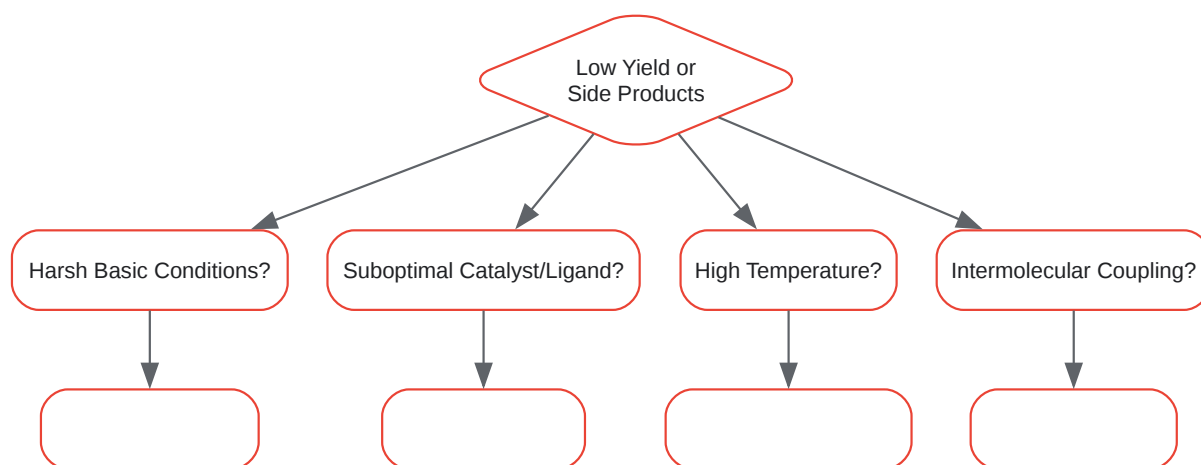 Low Yield or
Side Products
Harsh Basic Conditions?
Suboptimal Catalyst/Ligand?
High Temperature?
Intermolecular Coupling?